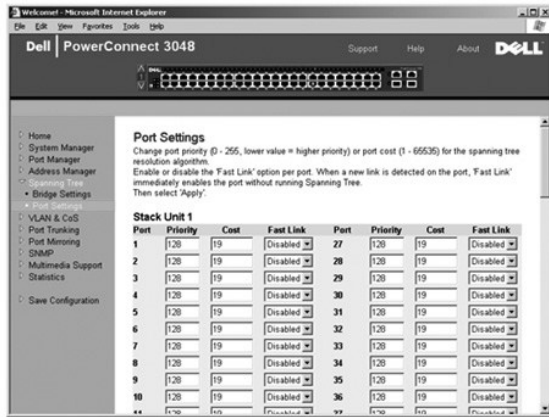 Welcome! - Microsoft Internet Explorer
File Edit View Favorites Tools Help
Dell PowerConnect 3048
Support Help About DELL
Home
System Manager
Port Manager
Address Manager
Spanning Tree
Bridge Settings
Port Settings
VLAN & CoS
Port Trunking
Port Mirroring
SNMP
Multimedia Support
Statistics
Save Configuration
Port Settings
Change port priority (0 - 255, lower value = higher priority) or port cost (1 - 65535) for the spanning tree
resolution algorithm.
Enable or disable the 'Fast Link' option per port. When a new link is detected on the port, 'Fast Link'
immediately enables the port without running Spanning Tree.
Then select 'Apply'.
Stack Unit 1
Port Priority Cost Fast Link Port Priority Cost Fast Link
1 128 19 Disabled 27 128 19 Disabled
2 128 19 Disabled 28 128 19 Disabled
3 128 19 Disabled 29 128 19 Disabled
4 128 19 Disabled 30 128 19 Disabled
5 128 19 Disabled 31 128 19 Disabled
6 128 19 Disabled 32 128 19 Disabled
7 128 19 Disabled 33 128 19 Disabled
8 128 19 Disabled 34 128 19 Disabled
9 128 19 Disabled 35 128 19 Disabled
10 128 19 Disabled 36 128 19 Disabled